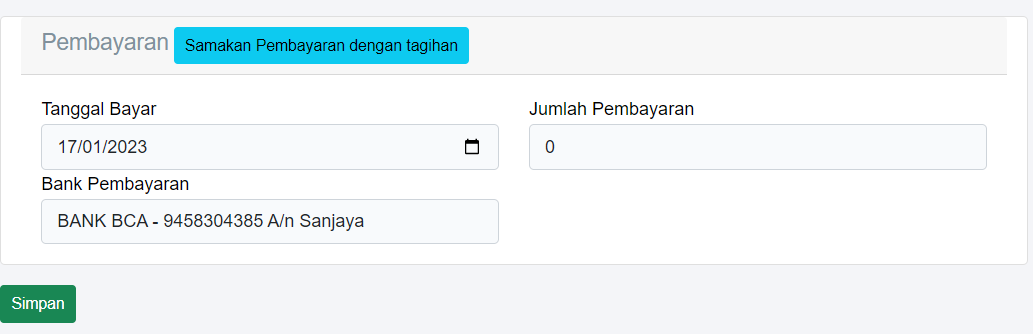 Pembayaran Samakan Pembayaran dengan tagihan
Tanggal Bayar
17/01/2023
Jumlah Pembayaran
0
Bank Pembayaran
BANK BCA - 9458304385 A/n Sanjaya
Simpan